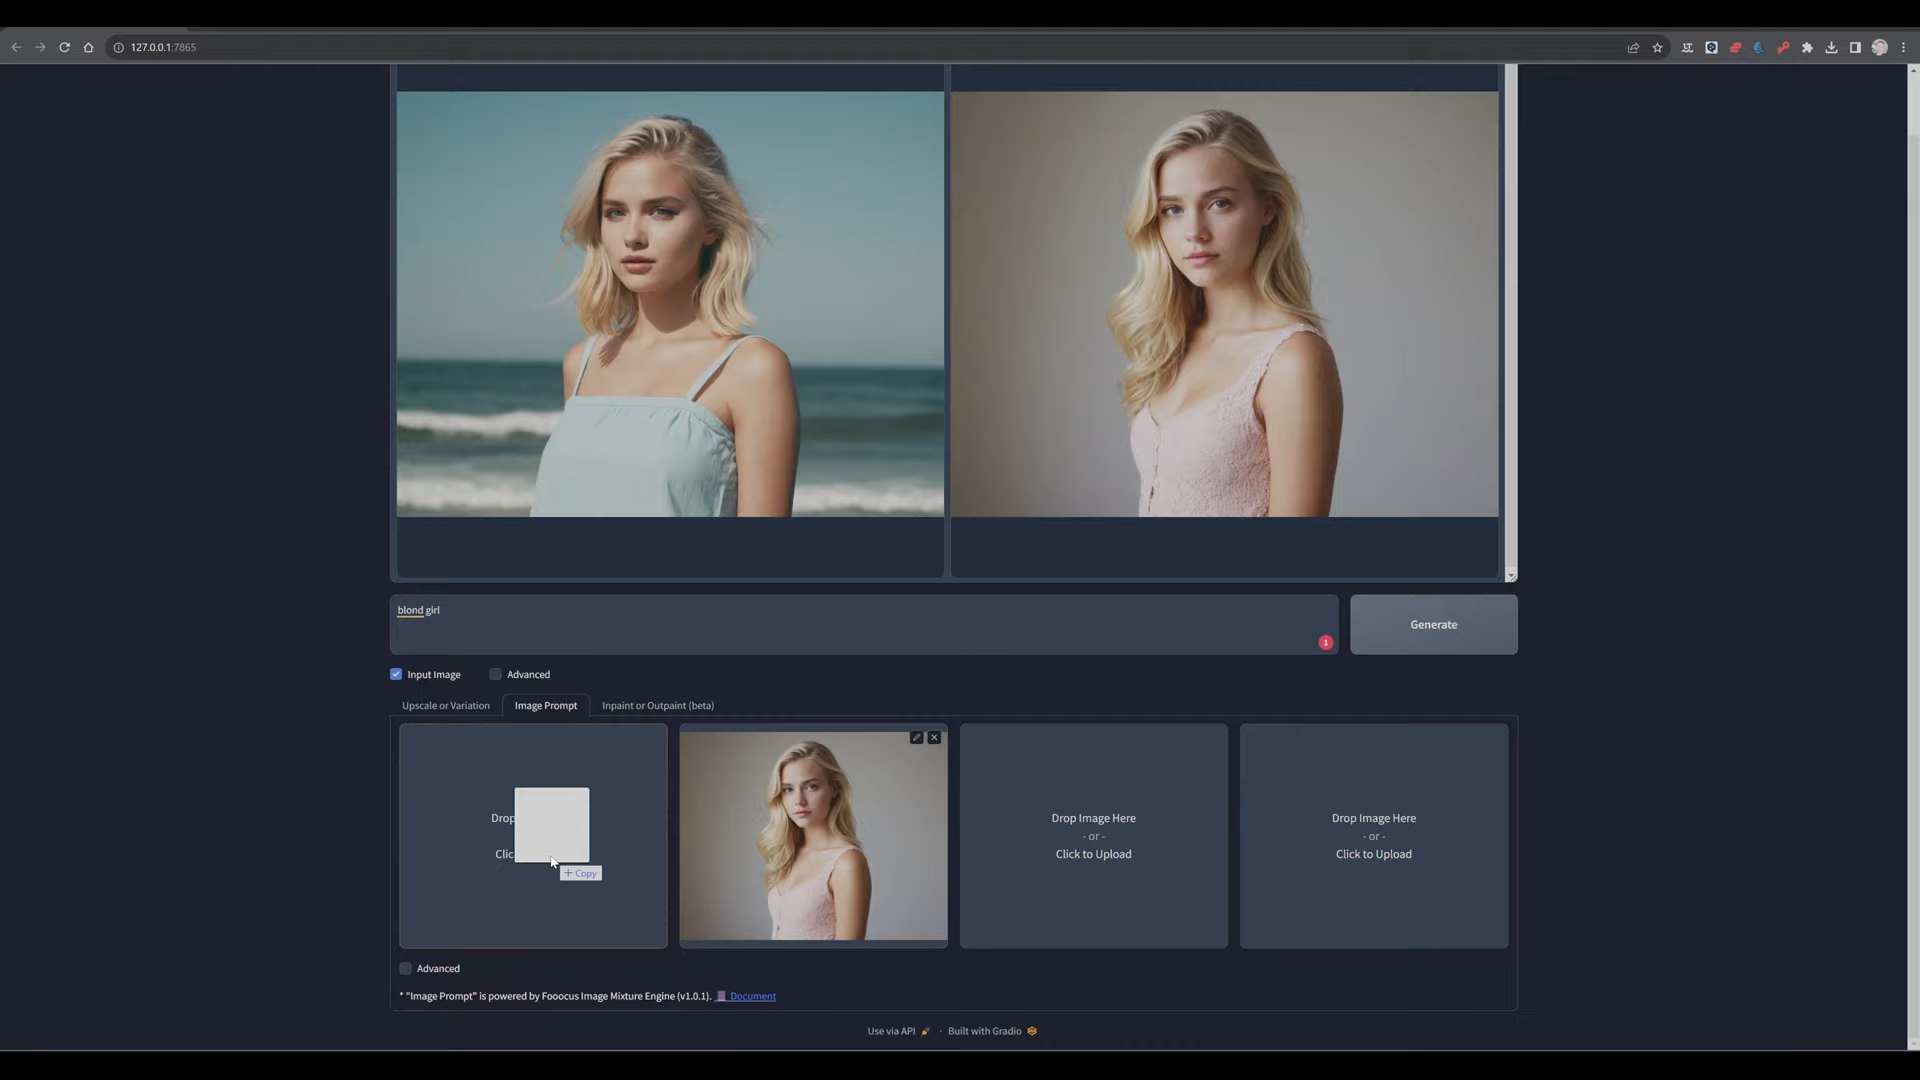 127.0.0.1:7865
blond girl
1
Generate
Input Image
Advanced
Upscale or Variation
Image Prompt
Inpaint or Outpaint (beta)
Drop
Clic
+ Copy
Drop Image Here
- or -
Click to Upload
Drop Image Here
- or -
Click to Upload
Advanced
* "Image Prompt" is powered by Fooocus Image Mixture Engine (v1.0.1). Document
Use via API · Built with Gradio